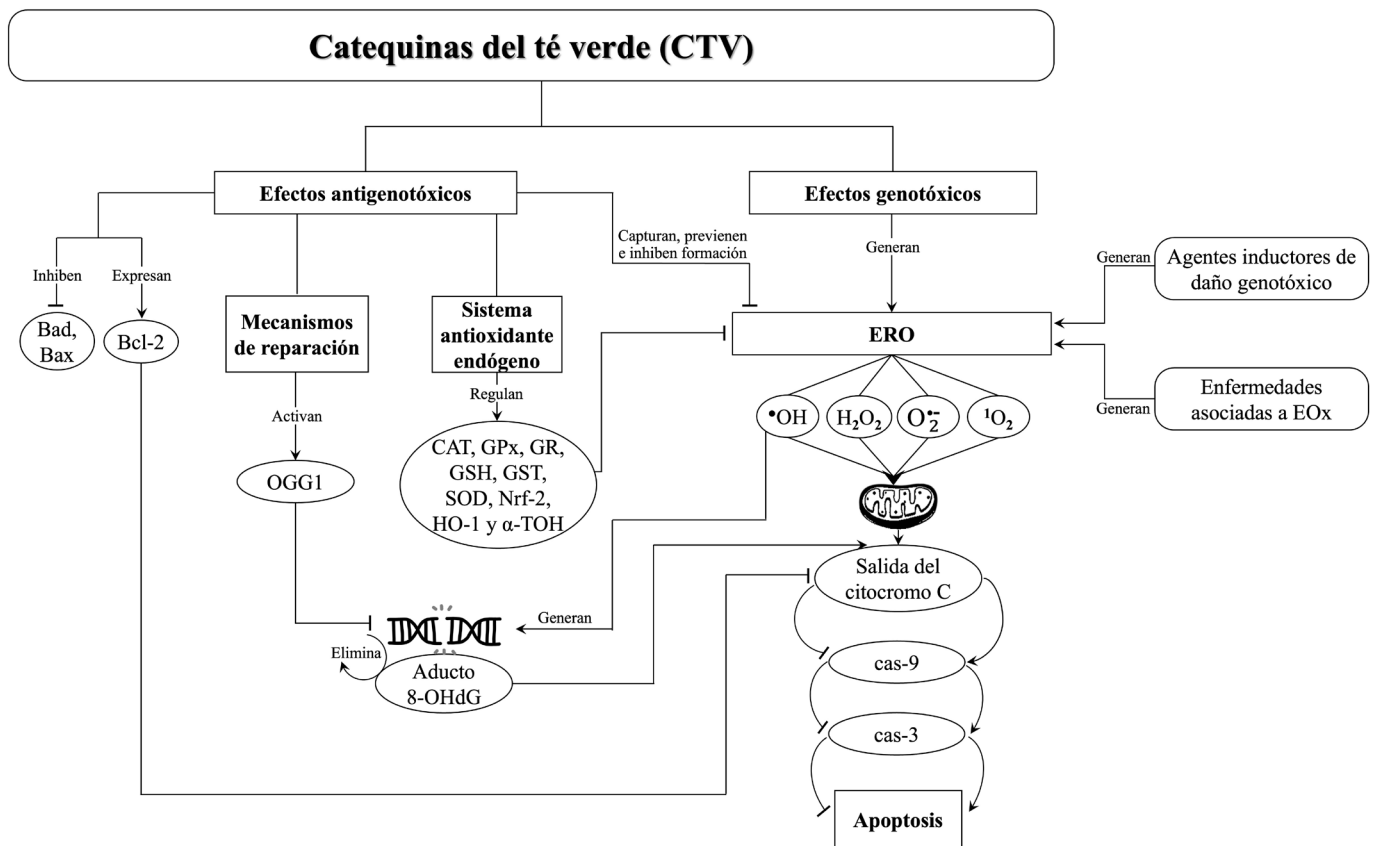 Catequinas del té verde (CTV)
Efectos antigenotóxicos
Efectos genotóxicos
Capturan, previenen
e inhiben formación
Generan
Generan
Agentes inductores de
daño genotóxico
Inhiben
Expresan
Bad,
Bax
Bcl-2
Mecanismos
de reparación
Sistema
antioxidante
endógeno
ERO
Generan
Enfermedades
asociadas a EOx
Activan
Regulan
•OH
H₂O₂
O₂•⁻
¹O₂
OGG1
CAT, GPx, GR,
GSH, GST,
SOD, Nrf-2,
HO-1 y α-TOH
Salida del
citocromo C
Generan
Elimina
Aducto
8-OHdG
cas-9
cas-3
Apoptosis